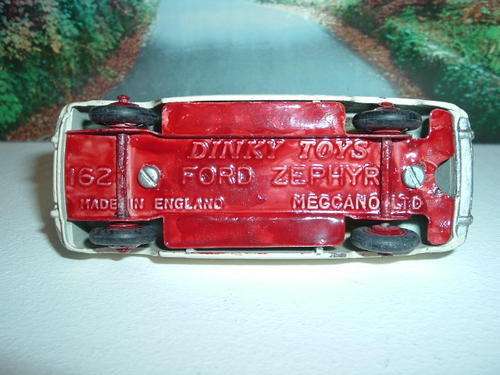 DINKY TOYS
162 FORD ZEPHYR
MADE IN ENGLAND MECCANO LTD